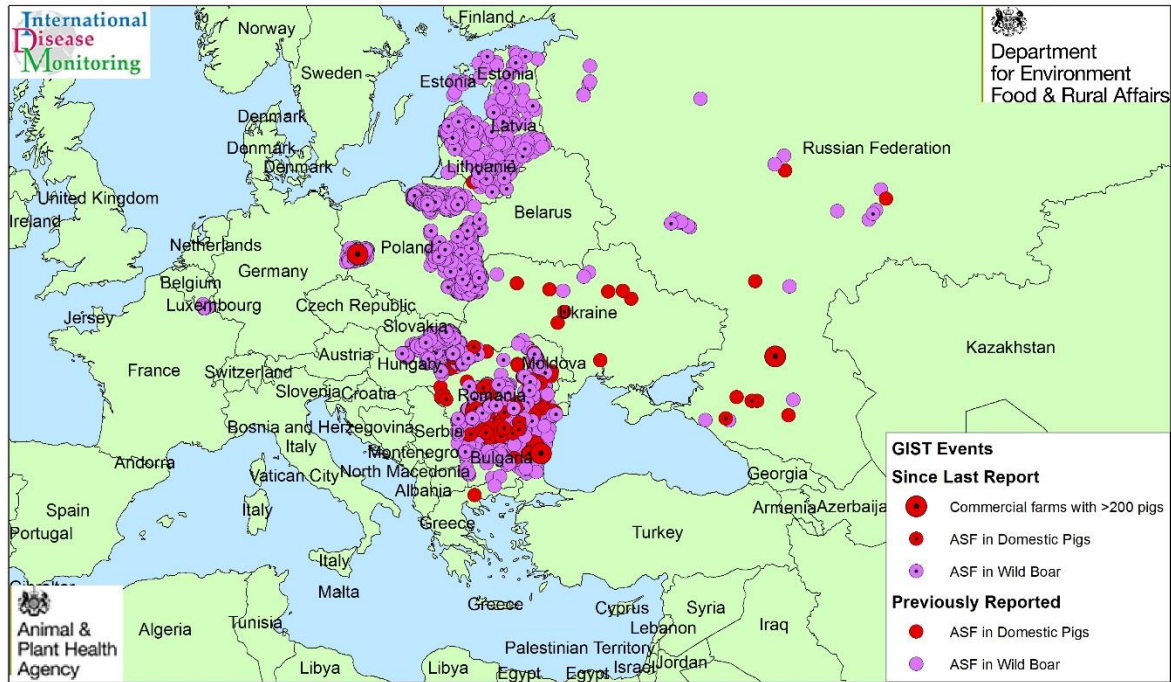 International
Disease
Monitoring
Department
for Environment
Food & Rural Affairs
Finland
Norway
Sweden
Estonia
Estonia
Latvia
Denmark
Denmark
Denmark
Lithuania
Russian Federation
United Kingdom
Ireland
Belarus
Netherlands
Poland
Germany
Belgium
Luxembourg
Czech Republic
Ukraine
Jersey
Slovakia
Kazakhstan
Austria
Hungary
Moldova
France
Switzerland
Slovenia
Croatia
Romania
Bosnia and Herzegovina
Serbia
Italy
Montenegro
Bulgaria
Andorra
Vatican City
North Macedonia
Albania
Georgia
Armenia
Azerbaija
Spain
Portugal
Italy
Greece
Turkey
Italy
Malta
Greece
Cyprus
Syria
Lebanon
Iraq
Algeria
Tunisia
Palestinian Territory
Israel
Jordan
Libya
Libya
Egypt
Egypt
GIST Events
Since Last Report
Commercial farms with >200 pigs
ASF in Domestic Pigs
ASF in Wild Boar
Previously Reported
ASF in Domestic Pigs
ASF in Wild Boar
Animal &
Plant Health
Agency